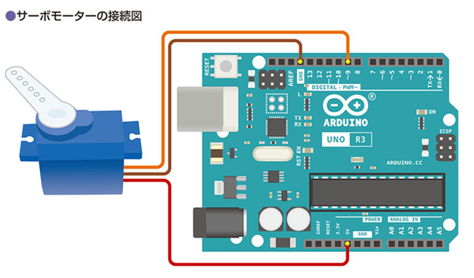 ●サーボモーターの接続図
RESET
AREF
GND
13
12
~11
~10
~9
8
7
~6
~5
4
~3
2
TX→1
RX←0
DIGITAL (PWM~)
L
TX
RX
ARDUINO
UNO R3
ON
ICSP
RST EN
ARDUINO.CC
IOREF
RESET
3.3V
5V
GND
Vin
POWER
ANALOG IN
A0
A1
A2
A3
A4
A5